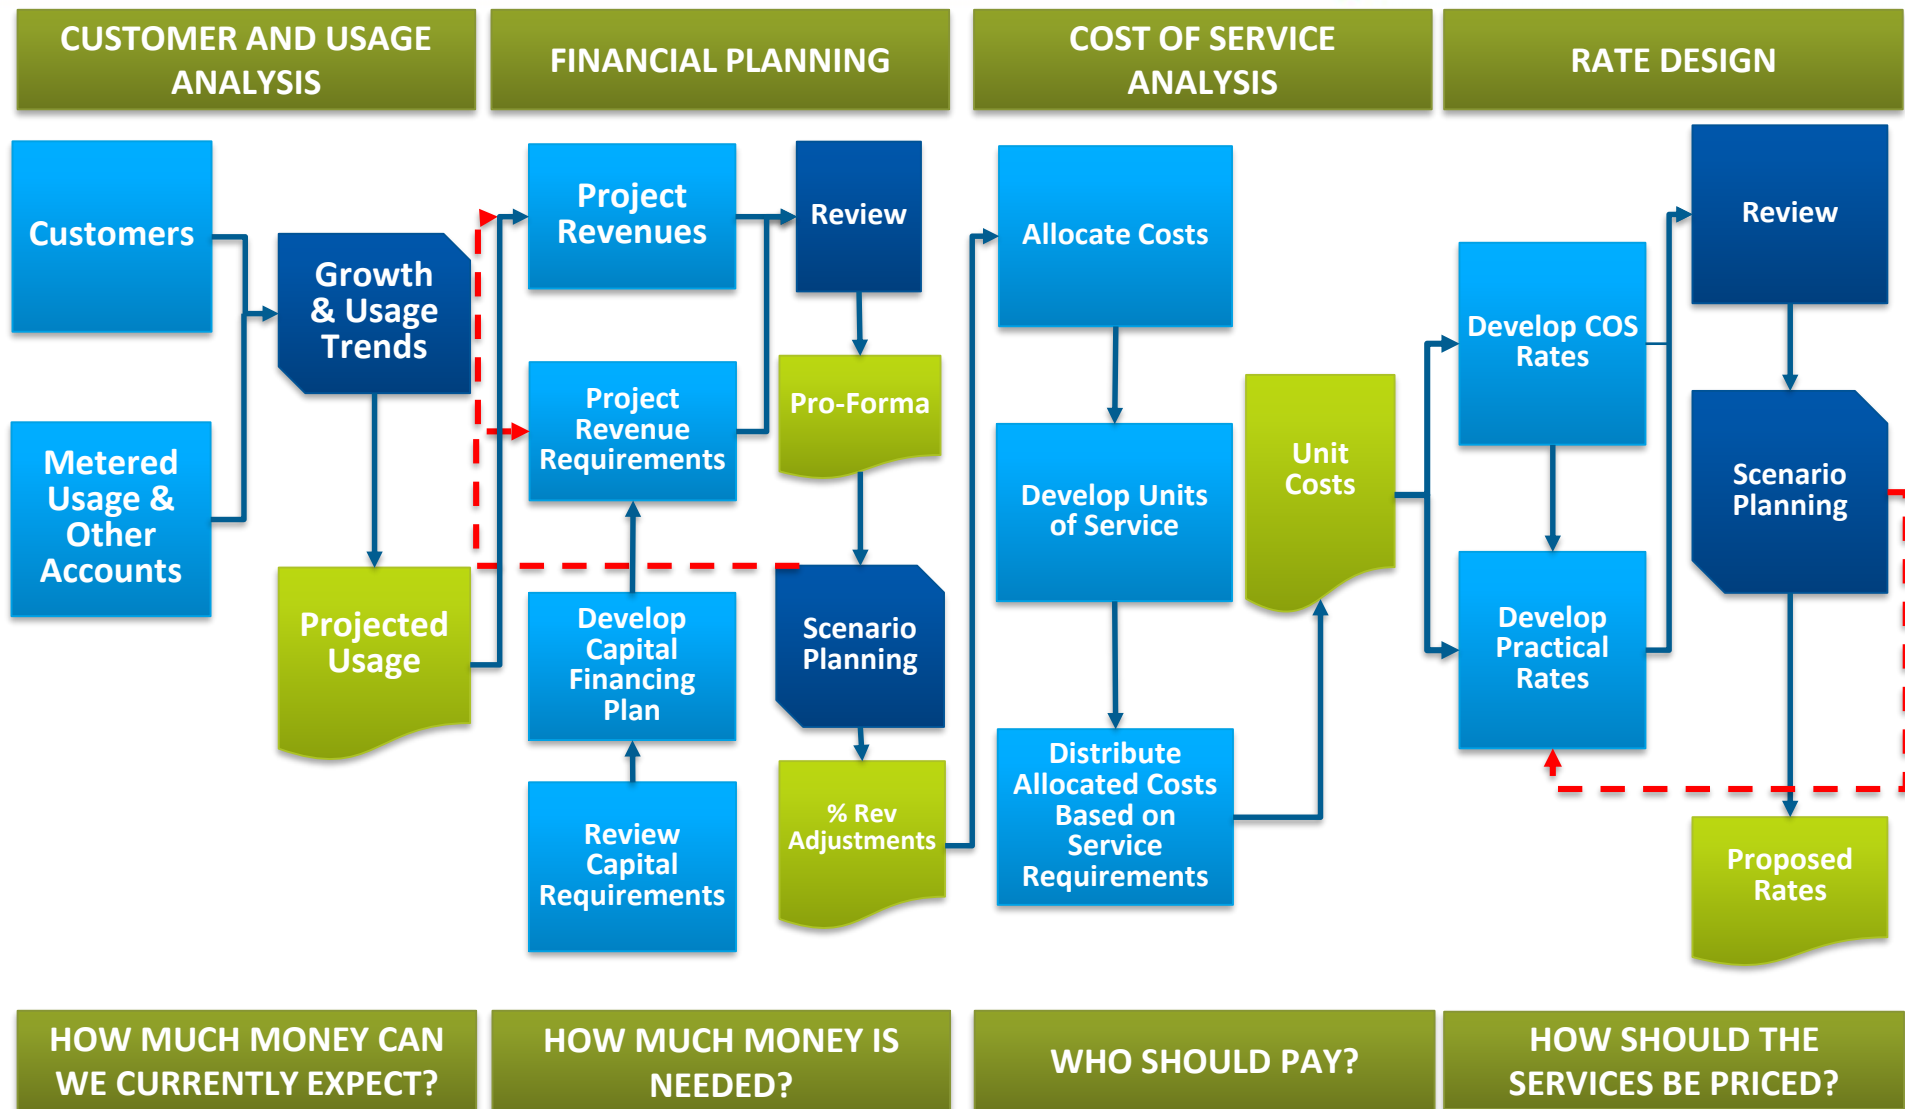 CUSTOMER AND USAGE
ANALYSIS
FINANCIAL PLANNING
COST OF SERVICE
ANALYSIS
RATE DESIGN
Customers
Metered
Usage &
Other
Accounts
Growth
& Usage
Trends
Projected
Usage
Project
Revenues
Project
Revenue
Requirements
Develop
Capital
Financing
Plan
Review
Capital
Requirements
Review
Pro-Forma
Scenario
Planning
% Rev
Adjustments
Allocate Costs
Develop Units
of Service
Distribute
Allocated Costs
Based on
Service
Requirements
Unit
Costs
Develop COS
Rates
Develop
Practical
Rates
Review
Scenario
Planning
Proposed
Rates
HOW MUCH MONEY CAN
WE CURRENTLY EXPECT?
HOW MUCH MONEY IS
NEEDED?
WHO SHOULD PAY?
HOW SHOULD THE
SERVICES BE PRICED?